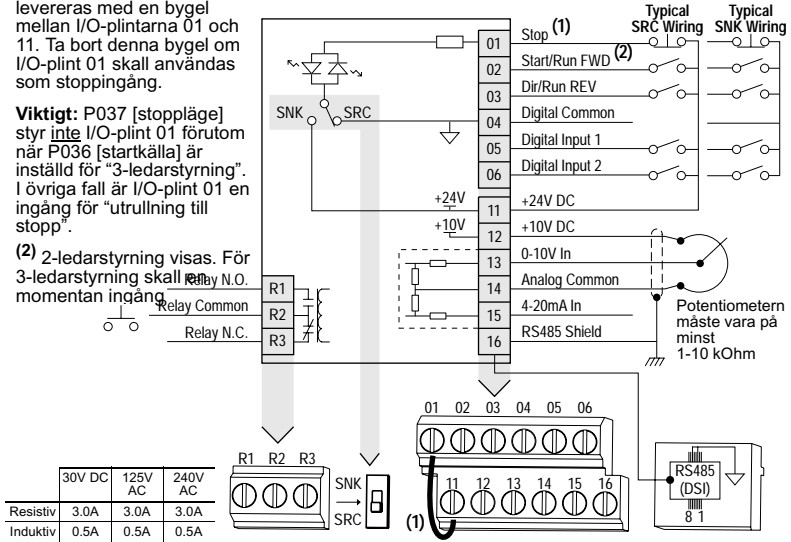 levereras med en bygel
mellan I/O-plintarna 01 och
11. Ta bort denna bygel om
I/O-plint 01 skall användas
som stoppingång.
Viktigt: P037 [stoppläge]
styr inte I/O-plint 01 förutom
när P036 [startkälla] är
inställd för “3-ledarstyrning”.
I övriga fall är I/O-plint 01 en
ingång för “utrullning till
stopp”.
(2) 2-ledarstyrning visas. För
3-ledarstyrning skall en
momentan ingång
Relay N.O.
Relay Common
Relay N.C.
R1
R2
R3
SNK
SRC
+24V
+10V
01
02
03
04
05
06
11
12
13
14
15
16
Stop (1)
Start/Run FWD (2)
Dir/Run REV
Digital Common
Digital Input 1
Digital Input 2
+24V DC
+10V DC
0-10V In
Analog Common
4-20mA In
RS485 Shield
Typical
SRC Wiring
Typical
SNK Wiring
Potentiometern
måste vara på
minst
1-10 kOhm
30V DC 125V AC 240V AC
Resistiv 3.0A 3.0A 3.0A
Induktiv 0.5A 0.5A 0.5A
R1 R2 R3
SNK
SRC
01 02 03 04 05 06
11 12 13 14 15 16
(1)
RS485
(DSI)
8 1